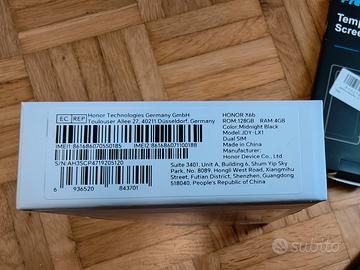 EC REP
Honor Technologies Germany GmbH
Toulouser Allee 27, 40211 Düsseldorf, Germany
IMEI1:861686070550185
IMEI2:861686071100188
S/N:AH3SCP4719205120
6 936520 843701
HONOR X6b
ROM:128GB RAM:4GB
Color:Midnight Black
Model:JDY-LX1
Dual SIM
Made in China
Manufacturer:
Honor Device Co., Ltd.
Suite 3401, Unit A, Building 6, Shum Yip Sky
Park, No. 8089, Hongli West Road, Xiangmihu
Street, Futian District, Shenzhen, Guangdong
518040, People's Republic of China
Temp
Scree
subito